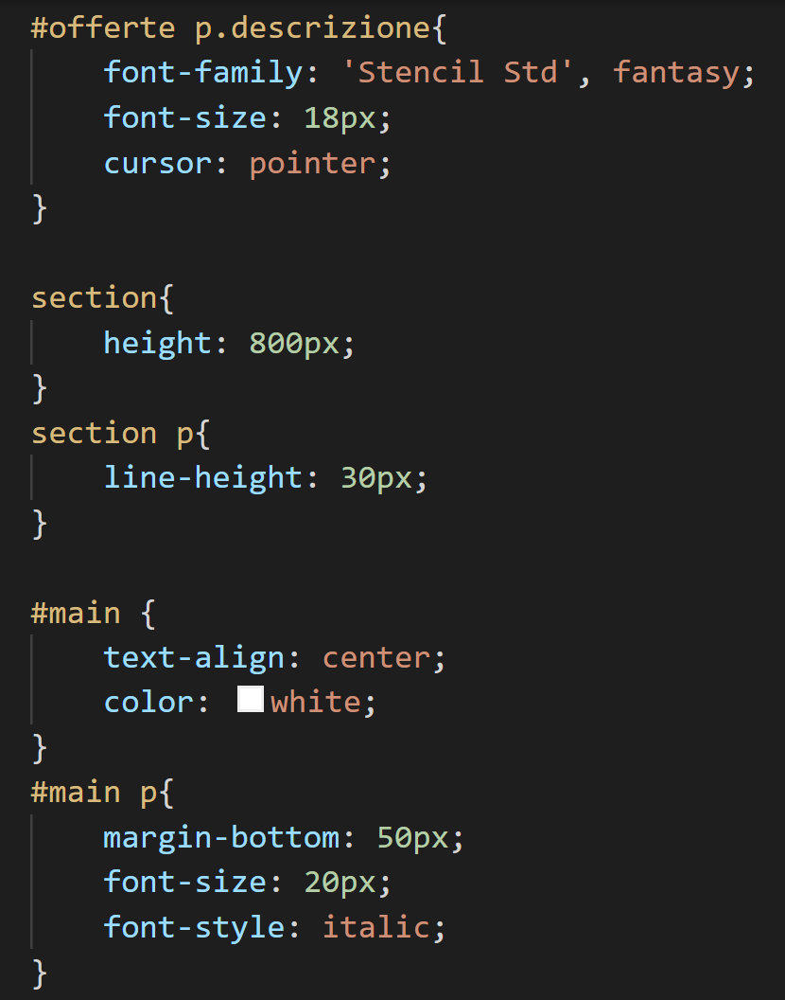 #offerte p.descrizione{
    font-family: 'Stencil Std', fantasy;
    font-size: 18px;
    cursor: pointer;
}

section{
    height: 800px;
}
section p{
    line-height: 30px;
}

#main {
    text-align: center;
    color: white;
}
#main p{
    margin-bottom: 50px;
    font-size: 20px;
    font-style: italic;
}